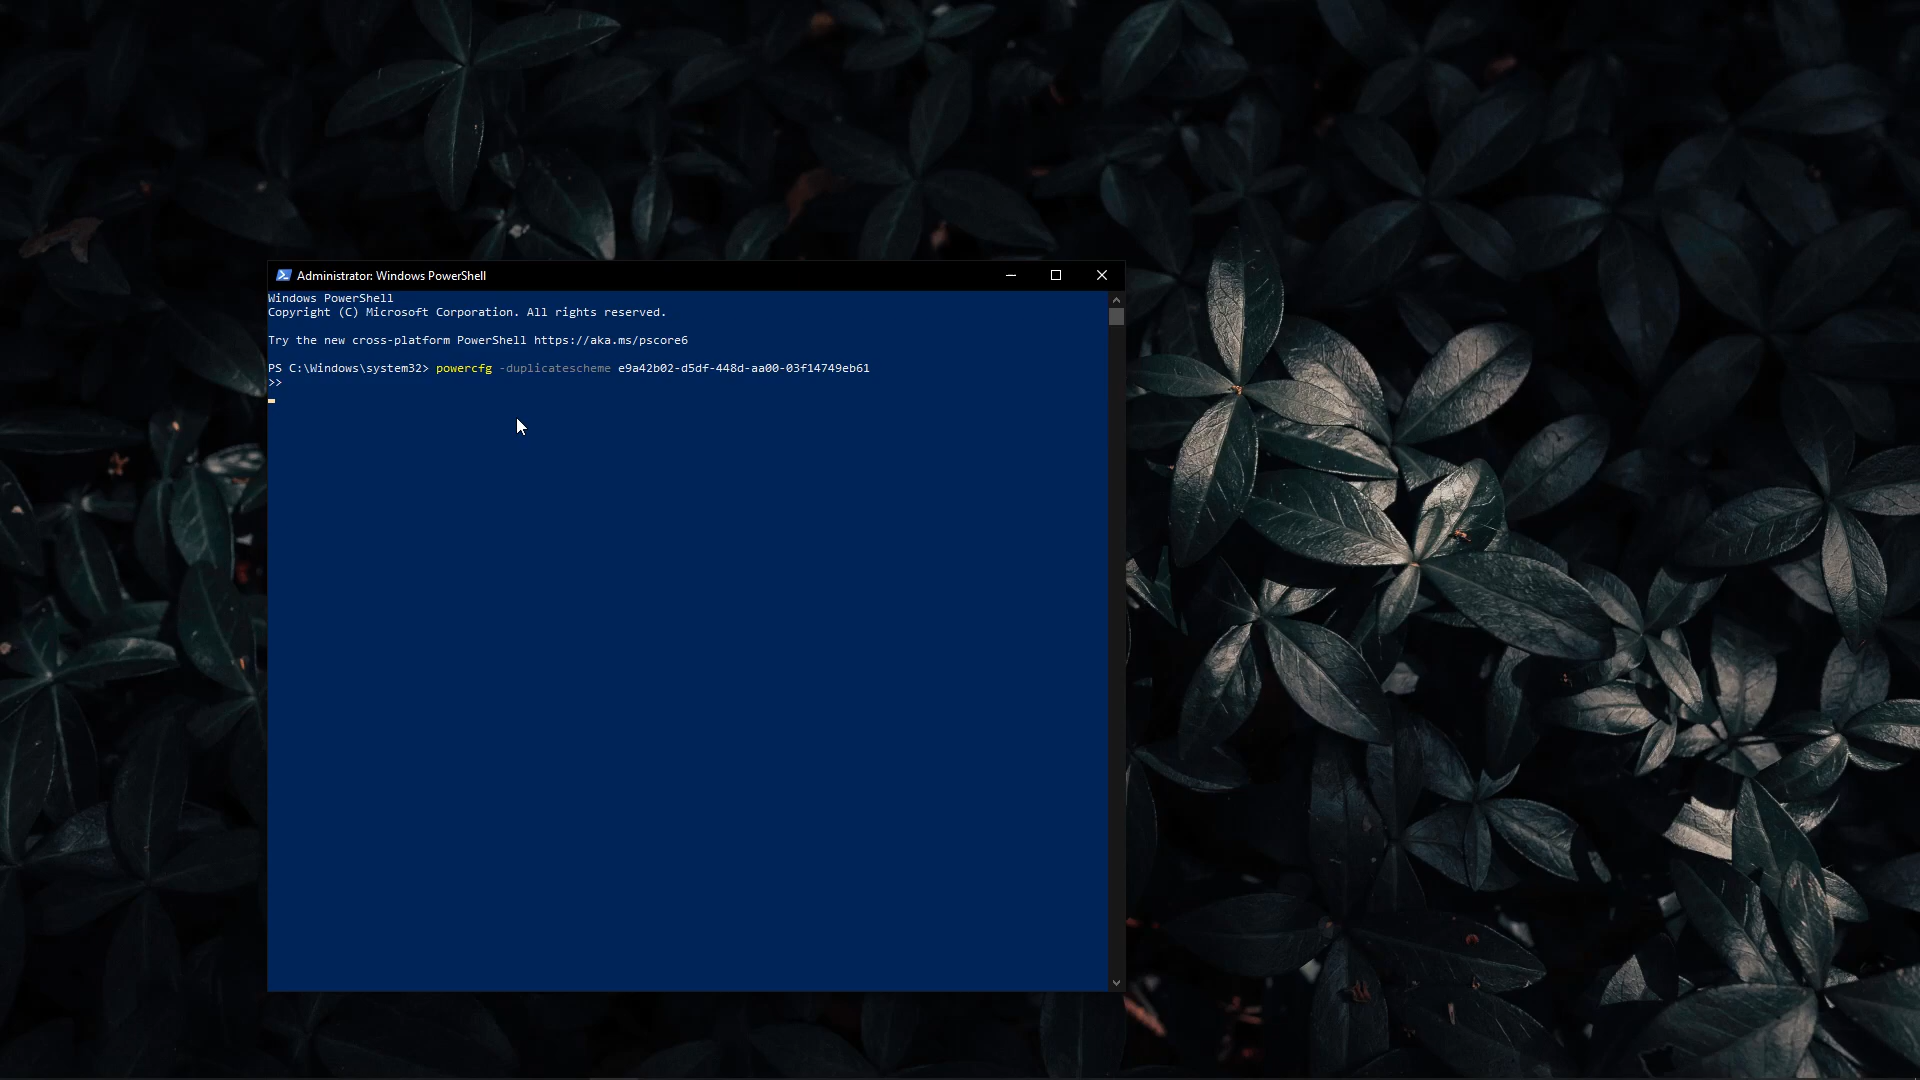 Administrator: Windows PowerShell
Windows PowerShell
Copyright (C) Microsoft Corporation. All rights reserved.
Try the new cross-platform PowerShell https://aka.ms/pscore6
PS C:\Windows\system32> powercfg -duplicatescheme e9a42b02-d5df-448d-aa00-03f14749eb61
>>